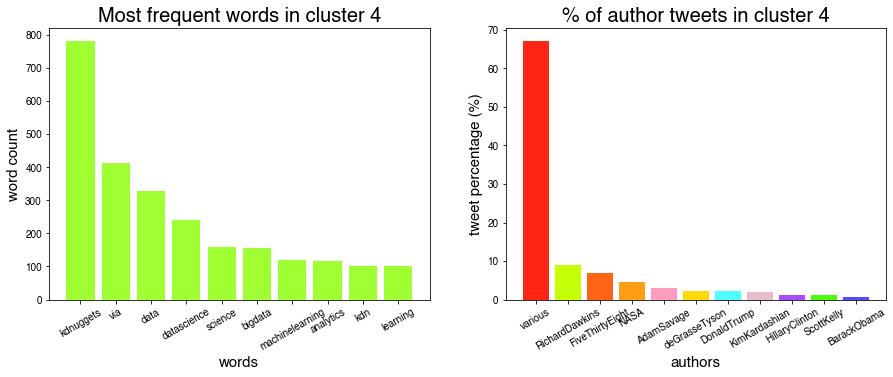 Most frequent words in cluster 4
word count
800
700
600
500
400
300
200
100
0
kdnuggets
via
data
datascience
science
bigdata
machinelearning
analytics
kdn
learning
words
% of author tweets in cluster 4
tweet percentage (%)
70
60
50
40
30
20
10
0
various
RichardDawkins
FiveThirtyEight
NASA
AdamSavage
deGrasseTyson
DonaldTrump
KimKardashian
HillaryClinton
ScottKelly
BarackObama
authors